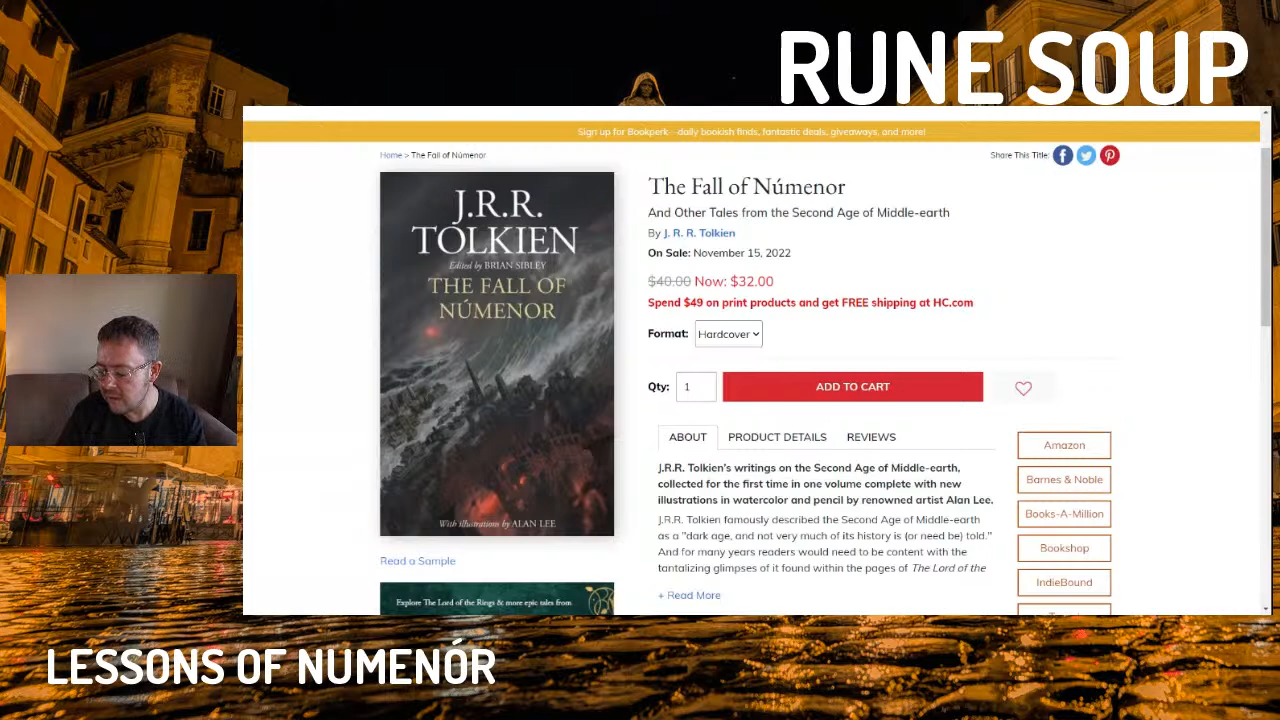 RUNE SOUP
Sign up for Bookperk—daily bookish finds, fantastic deals, giveaways, and more!
Home > The Fall of Númenor
Share This Title:
J.R.R.
TOLKIEN
Edited by BRIAN SIBLEY
THE FALL OF
NÚMENOR
With illustrations by ALAN LEE
Read a Sample
Explore The Lord of the Rings & more epic tales from
The Fall of Númenor
And Other Tales from the Second Age of Middle-earth
By J. R. R. Tolkien
On Sale: November 15, 2022
$40.00 Now: $32.00
Spend $49 on print products and get FREE shipping at HC.com
Format: Hardcover
Qty: 1 ADD TO CART
ABOUT PRODUCT DETAILS REVIEWS
J.R.R. Tolkien's writings on the Second Age of Middle-earth,
collected for the first time in one volume complete with new
illustrations in watercolor and pencil by renowned artist Alan Lee.
J.R.R. Tolkien famously described the Second Age of Middle-earth
as a "dark age, and not very much of its history is (or need be) told."
And for many years readers would need to be content with the
tantalizing glimpses of it found within the pages of The Lord of the
+ Read More
Amazon
Barnes & Noble
Books-A-Million
Bookshop
IndieBound
LESSONS OF NUMENÓR